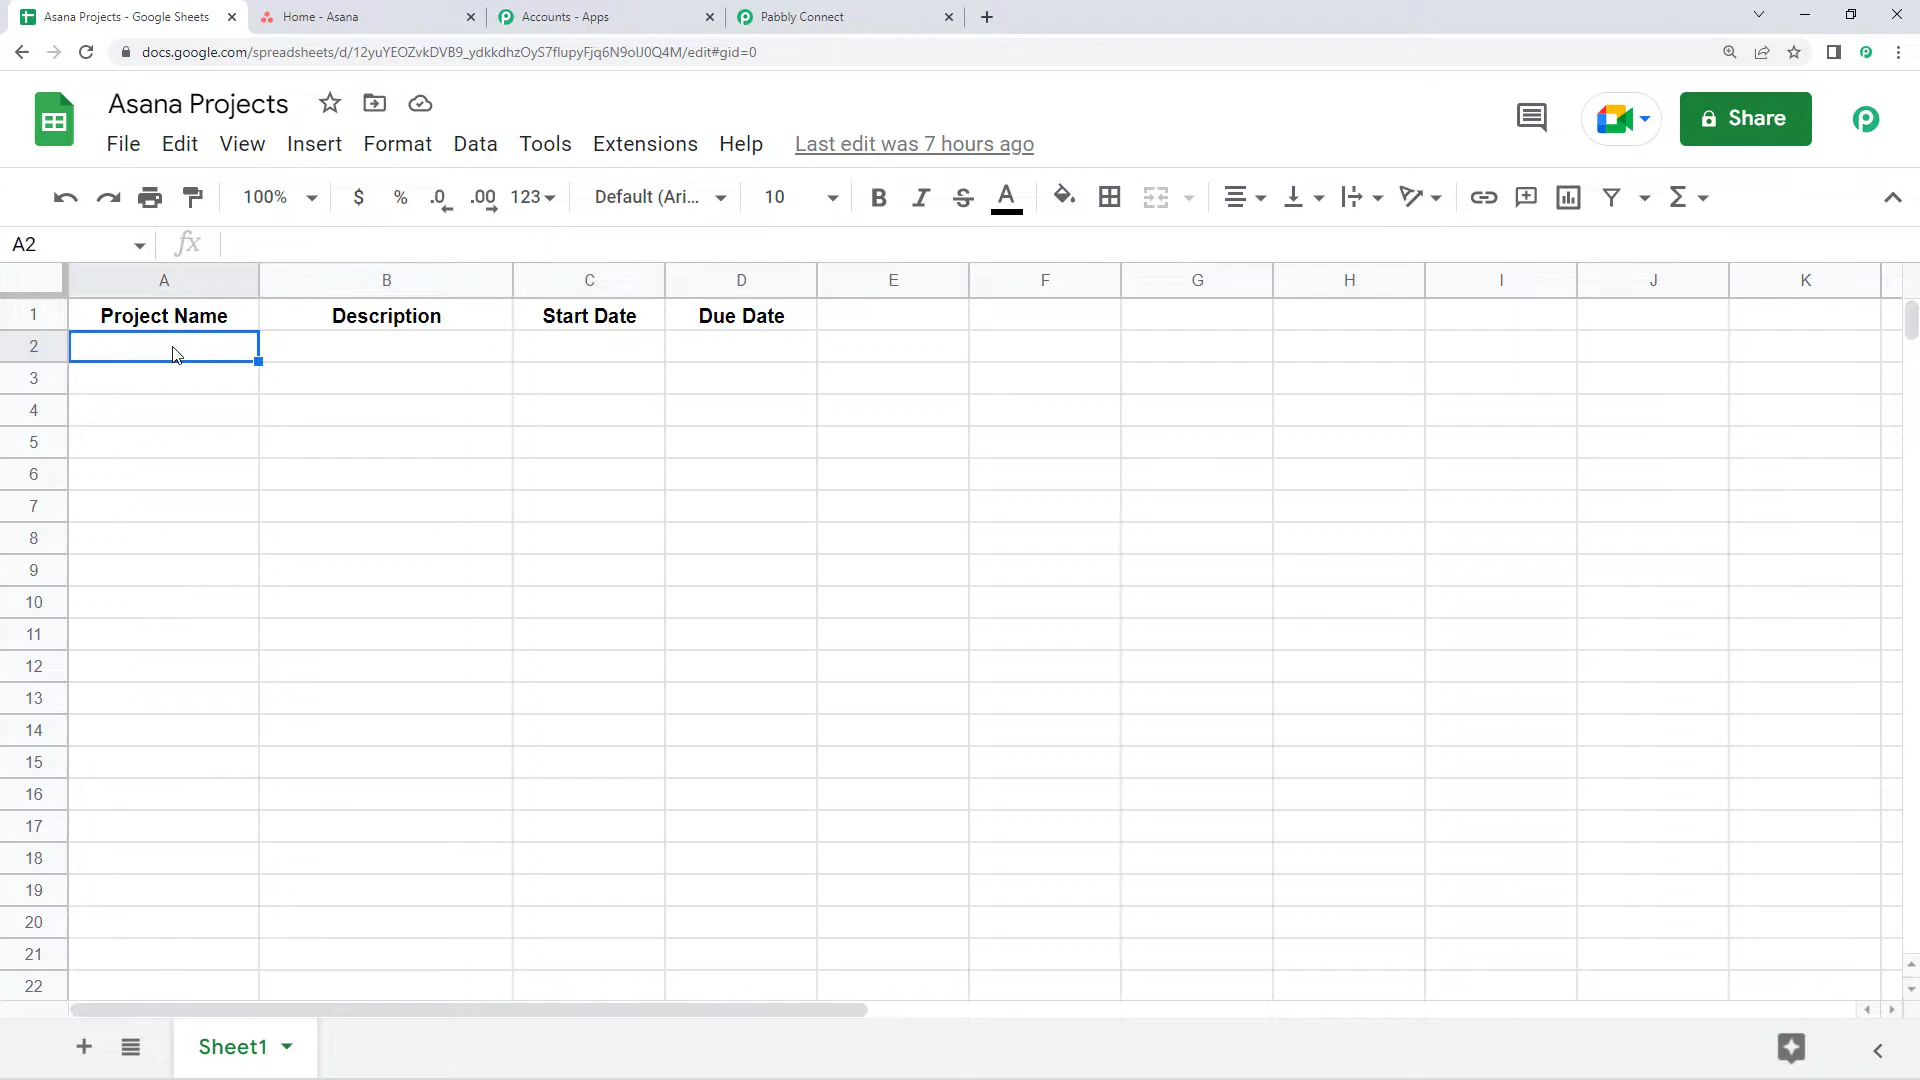 Asana Projects - Google Sheets
Home - Asana
Accounts - Apps
Pabbly Connect
docs.google.com/spreadsheets/d/12yuYEOZvkDVB9_ydkkdhzOyS7flupyFjq6N9olJ0Q4M/edit#gid=0
Asana Projects
File Edit View Insert Format Data Tools Extensions Help Last edit was 7 hours ago
Share
100% $ % .0 .00 123 Default (Ari... 10 B I S A
A2 fx
A B C D E F G H I J K
1 Project Name Description Start Date Due Date
2
3
4
5
6
7
8
9
10
11
12
13
14
15
16
17
18
19
20
21
22
Sheet1